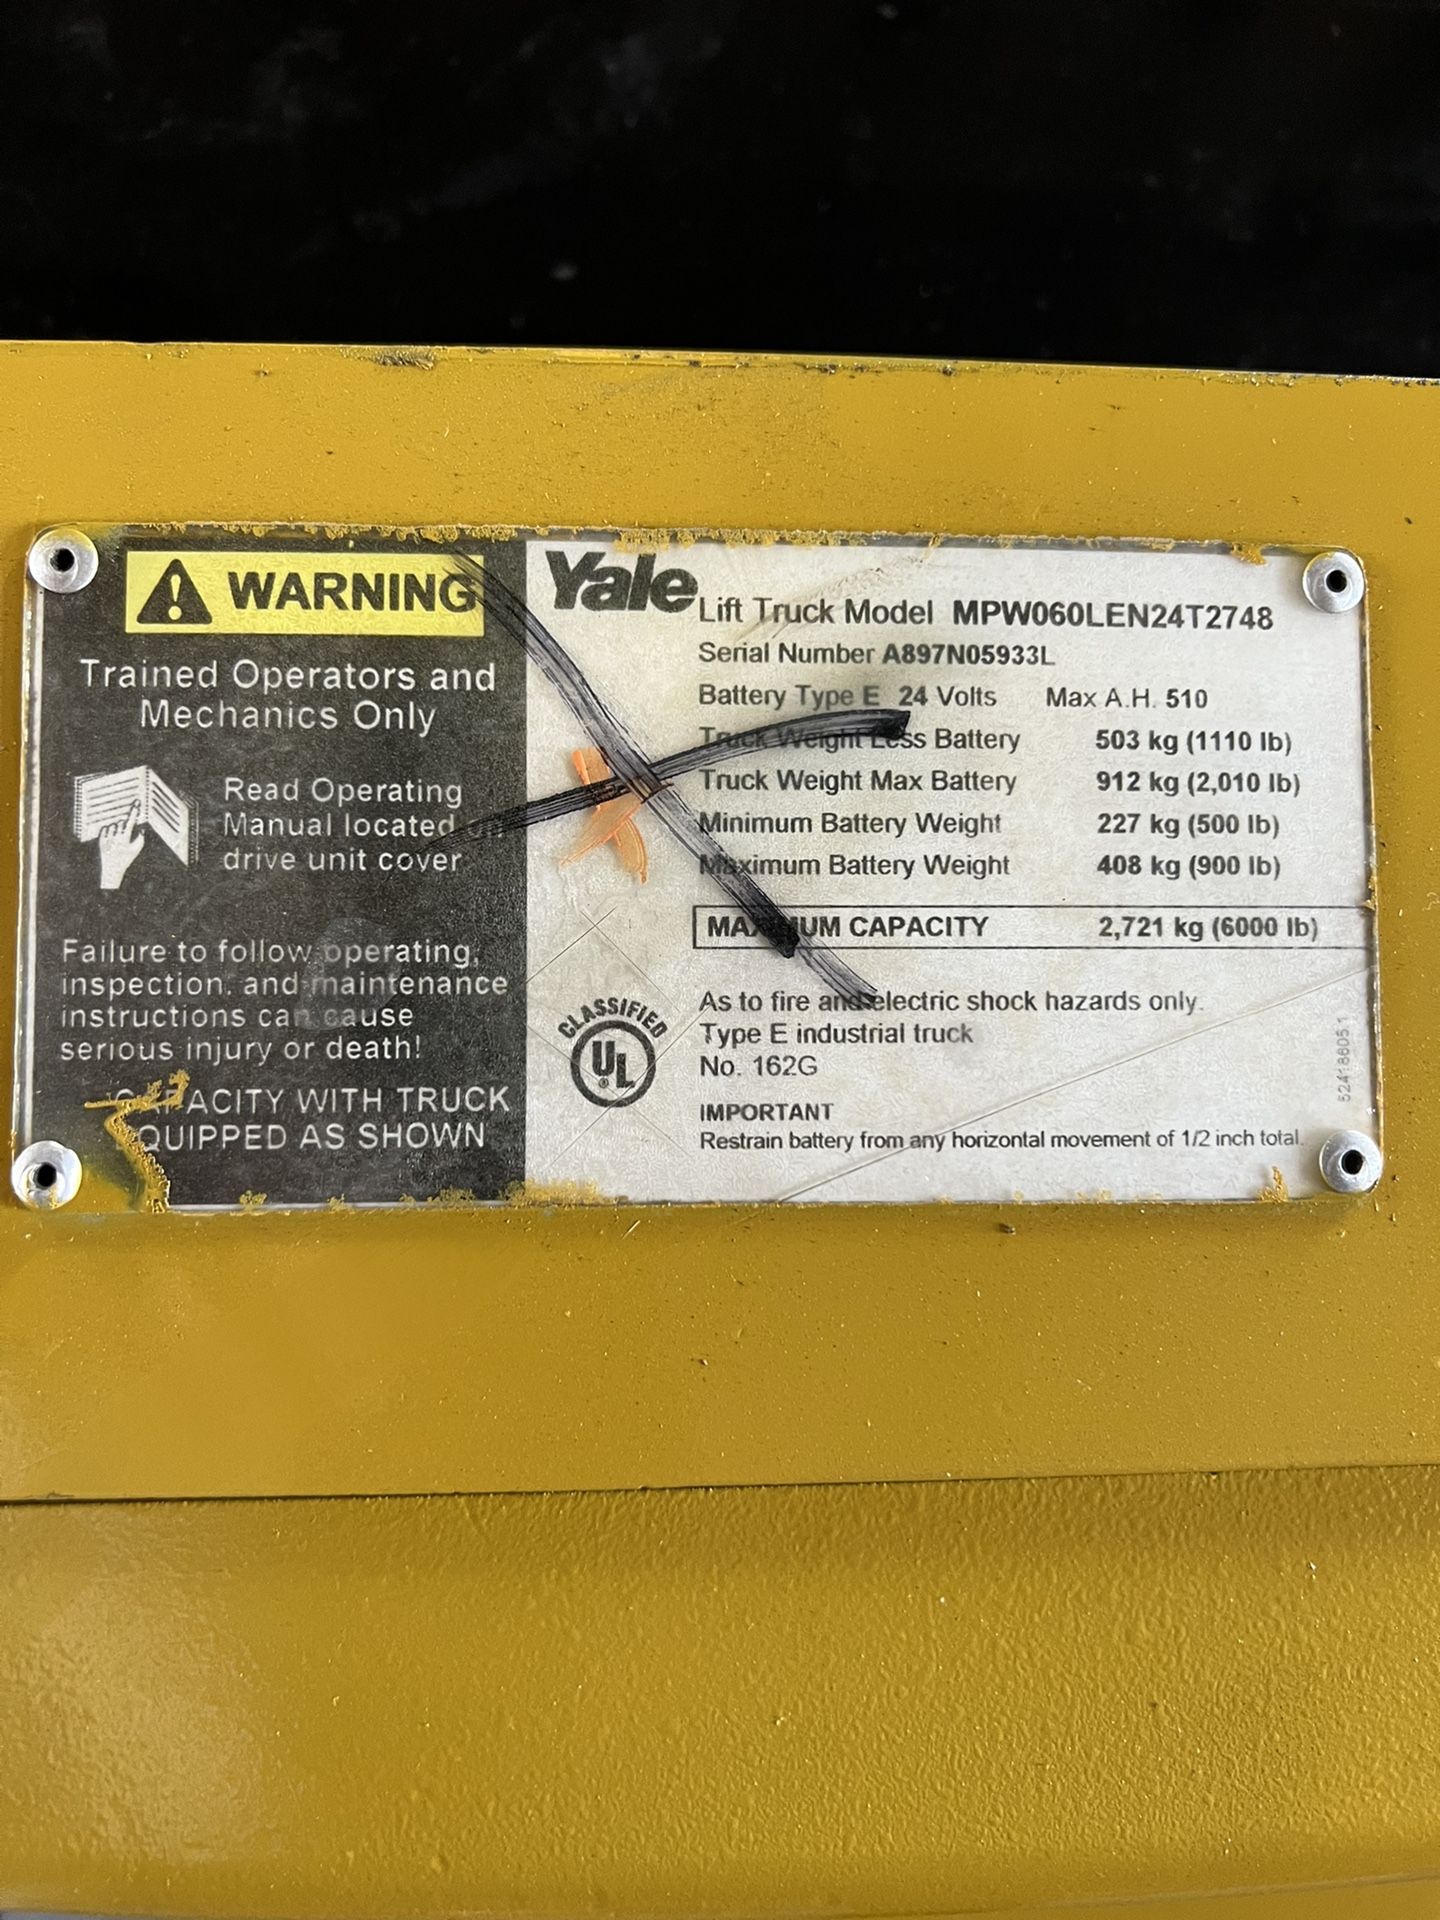 WARNING
Trained Operators and
Mechanics Only
Read Operating
Manual located on
drive unit cover
Failure to follow operating,
inspection, and maintenance
instructions can cause
serious injury or death!
CAPACITY WITH TRUCK
EQUIPPED AS SHOWN
Yale
Lift Truck Model MPW060LEN24T2748
Serial Number A897N05933L
Battery Type E 24 Volts Max A.H. 510
Truck Weight Less Battery 503 kg (1110 lb)
Truck Weight Max Battery 912 kg (2,010 lb)
Minimum Battery Weight 227 kg (500 lb)
Maximum Battery Weight 408 kg (900 lb)
MAXIMUM CAPACITY 2,721 kg (6000 lb)
CLASSIFIED
UL
®
As to fire and electric shock hazards only.
Type E industrial truck
No. 162G
IMPORTANT
Restrain battery from any horizontal movement of 1/2 inch total.
52418605 1